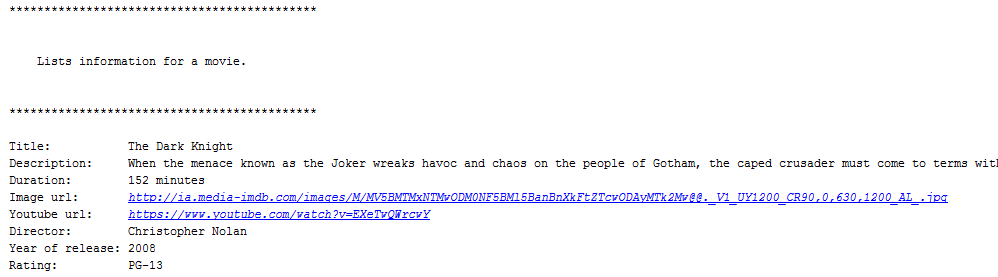 ********************************************
Lists information for a movie.
********************************************
Title: The Dark Knight
Description: When the menace known as the Joker wreaks havoc and chaos on the people of Gotham, the caped crusader must come to terms with
Duration: 152 minutes
Image url: http://ia.media-imdb.com/images/M/MV5BMTMxNTMwODM0NF5BMl5BanBnXkFtZTcwODAyMTk2Mw@@._V1_UY1200_CR90,0,630,1200_AL_.jpg
Youtube url: https://www.youtube.com/watch?v=EXeTwQWrcwY
Director: Christopher Nolan
Year of release: 2008
Rating: PG-13